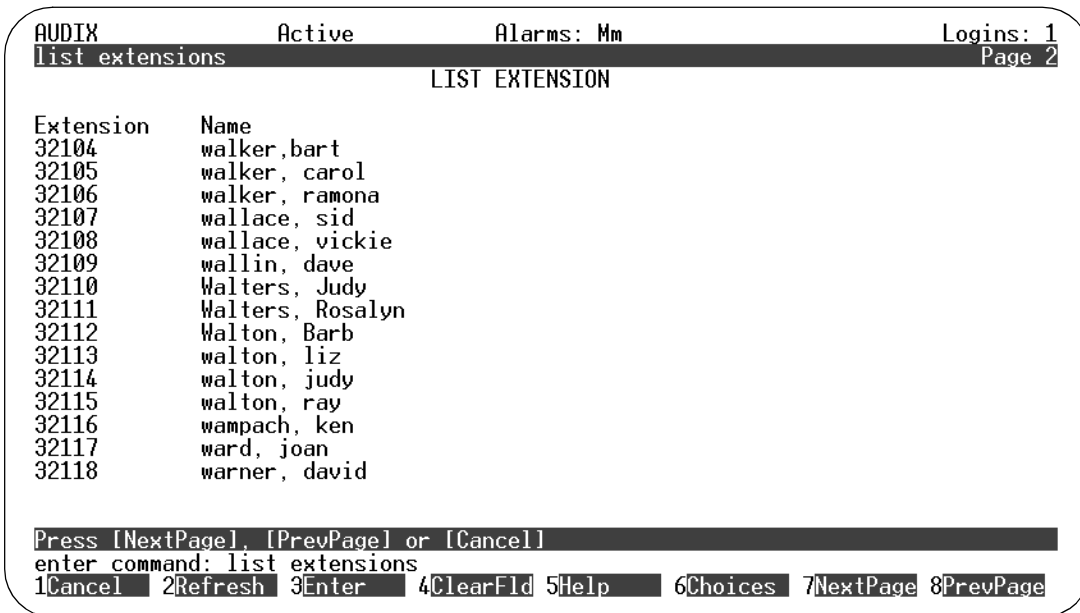 AUDIX Active Alarms: Mm Logins: 1
list extensions Page 2
LIST EXTENSION
Extension Name
32104 walker,bart
32105 walker, carol
32106 walker, ramona
32107 wallace, sid
32108 wallace, vickie
32109 wallin, dave
32110 Walters, Judy
32111 Walters, Rosalyn
32112 Walton, Barb
32113 walton, liz
32114 walton, judy
32115 walton, ray
32116 wampach, ken
32117 ward, joan
32118 warner, david
Press [NextPage], [PrevPage] or [Cancel]
enter command: list extensions
1Cancel 2Refresh 3Enter 4ClearFld 5Help 6Choices 7NextPage 8PrevPage